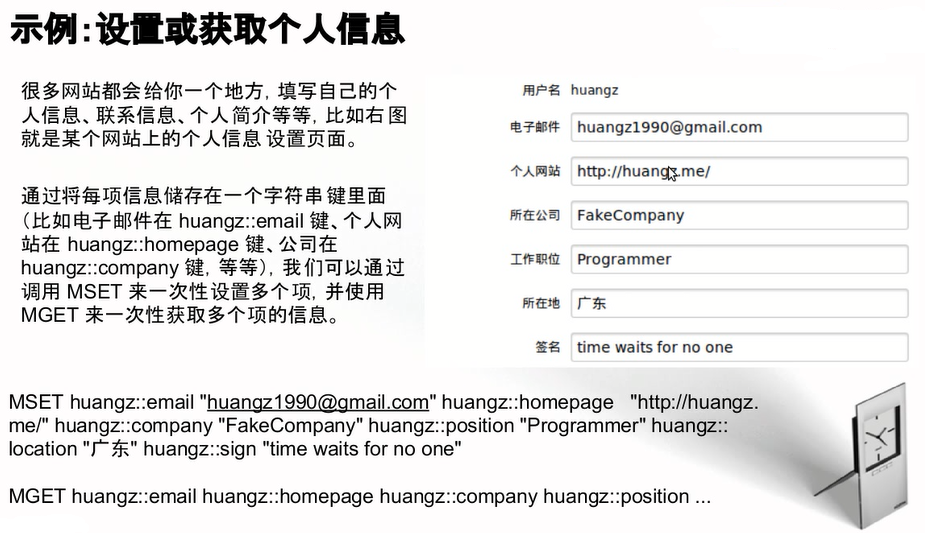 示例：设置或获取个人信息
很多网站都会给你一个地方，填写自己的个
人信息、联系信息、个人简介等等，比如右图
就是某个网站上的个人信息设置页面。
通过将每项信息储存在一个字符串键里面
（比如电子邮件在 huangz::email 键、个人网
站在 huangz::homepage 键、公司在
huangz::company 键，等等），我们可以通过
调用 MSET 来一次性设置多个项，并使用
MGET 来一次性获取多个项的信息。
用户名 huangz
电子邮件 huangz1990@gmail.com
个人网站 http://huangz.me/
所在公司 FakeCompany
工作职位 Programmer
所在地 广东
签名 time waits for no one
MSET huangz::email "huangz1990@gmail.com" huangz::homepage "http://huangz.
me/" huangz::company "FakeCompany" huangz::position "Programmer" huangz::
location "广东" huangz::sign "time waits for no one"
MGET huangz::email huangz::homepage huangz::company huangz::position ...